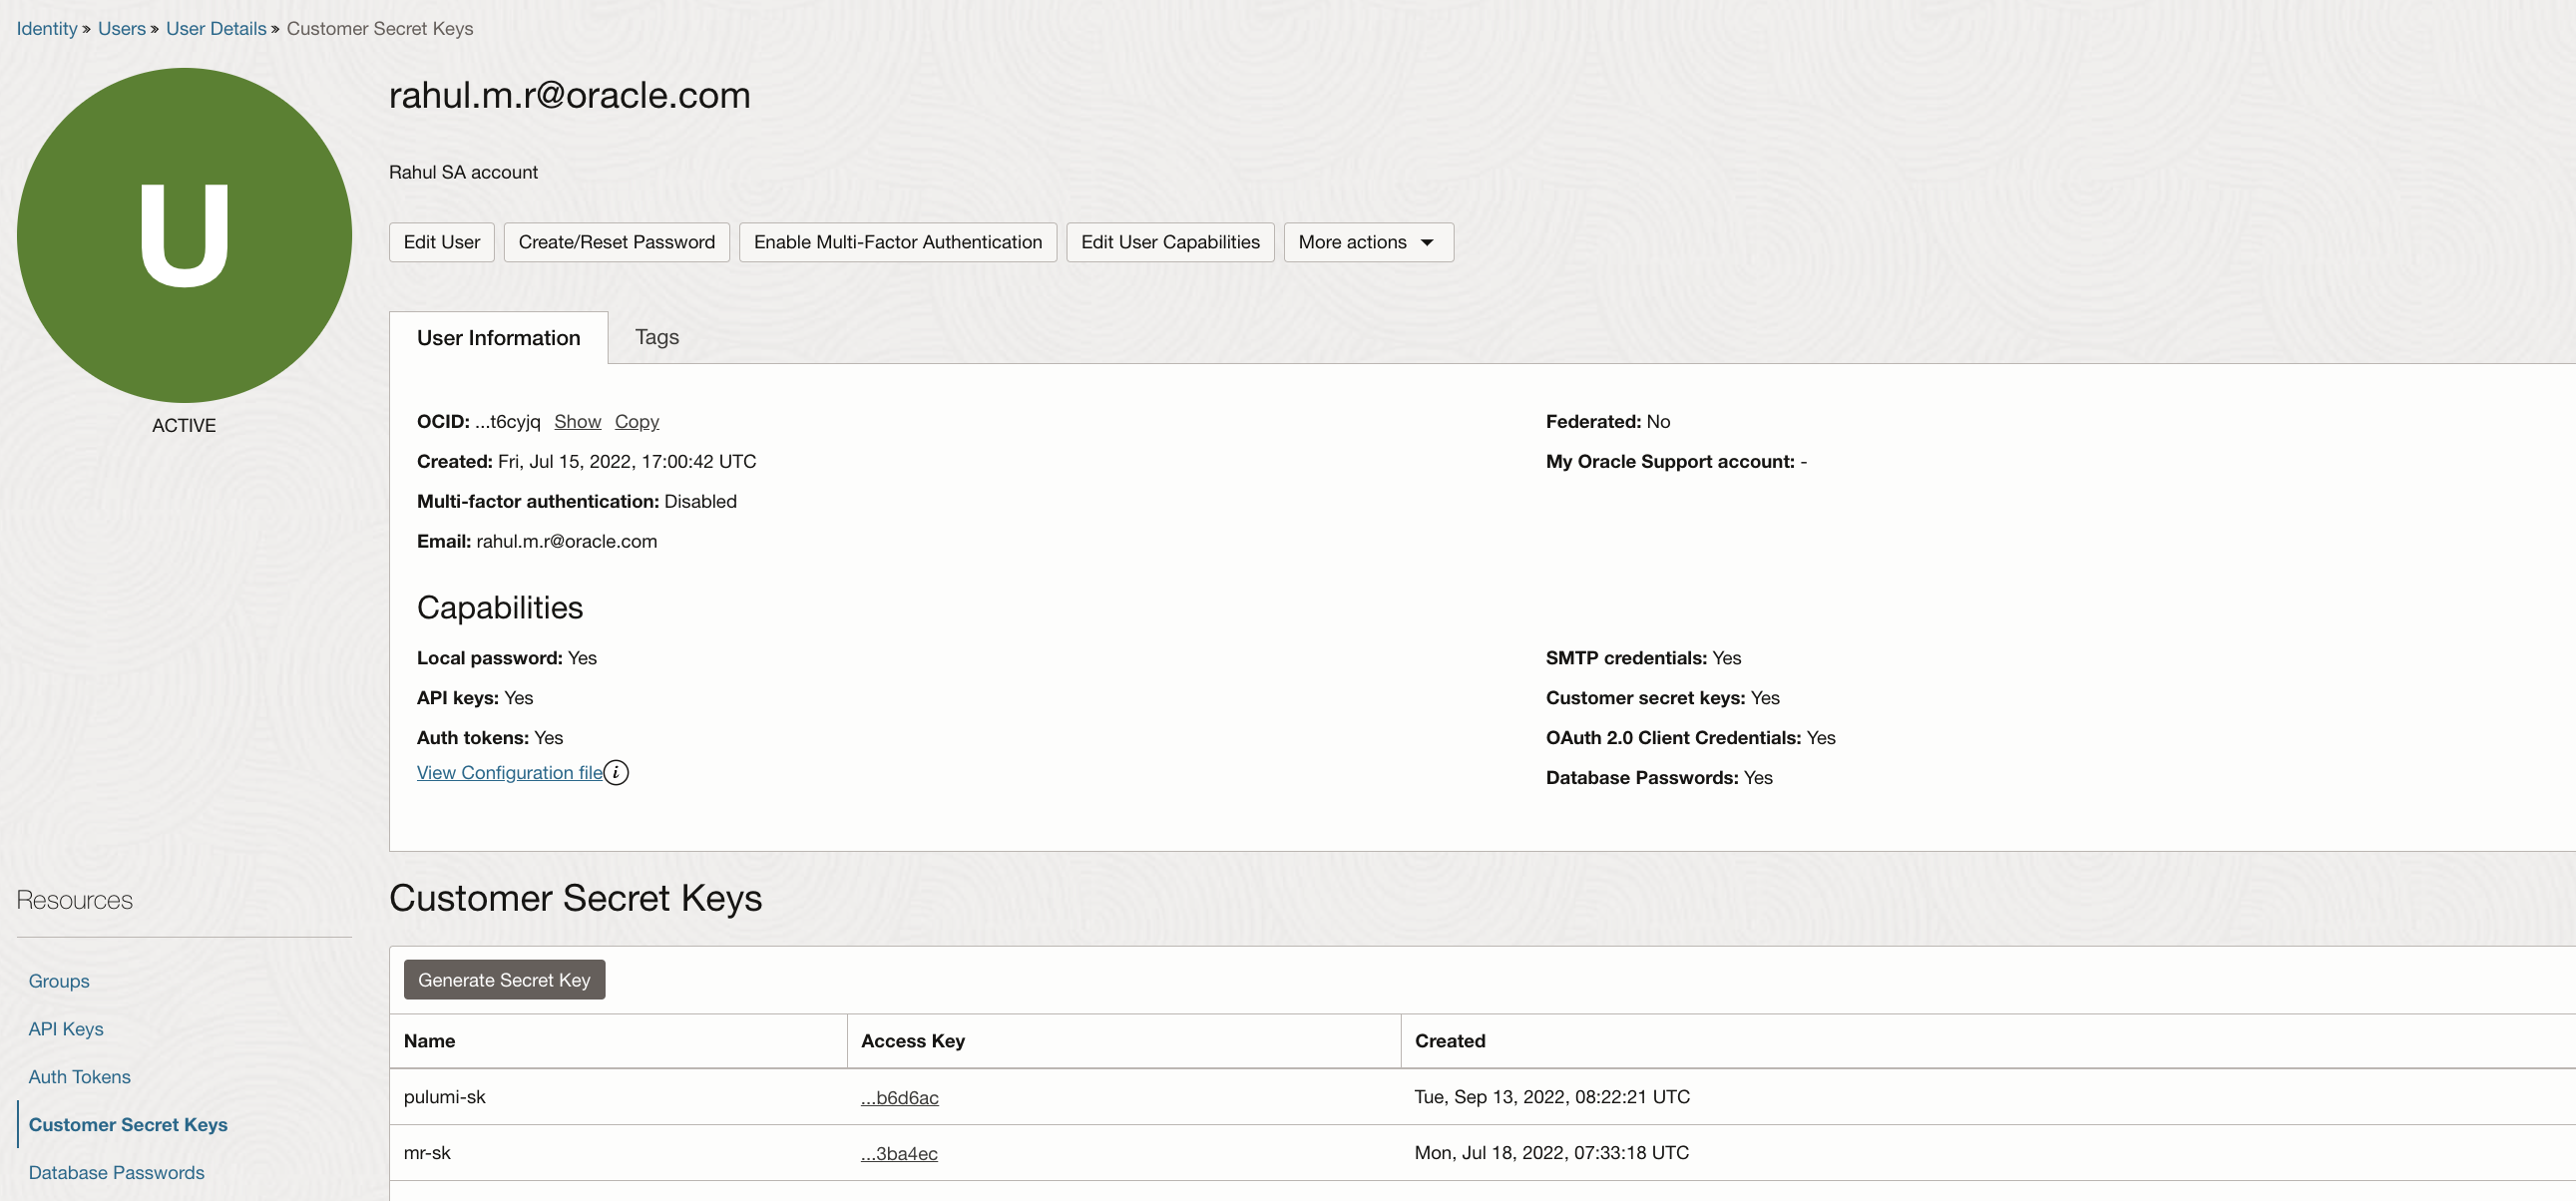 Identity » Users » User Details » Customer Secret Keys
U
ACTIVE
rahul.m.r@oracle.com
Rahul SA account
Edit User Create/Reset Password Enable Multi-Factor Authentication Edit User Capabilities More actions
User Information Tags
OCID: ...t6cyjq Show Copy
Created: Fri, Jul 15, 2022, 17:00:42 UTC
Multi-factor authentication: Disabled
Email: rahul.m.r@oracle.com
Federated: No
My Oracle Support account: -
Capabilities
Local password: Yes
API keys: Yes
Auth tokens: Yes
View Configuration file i
SMTP credentials: Yes
Customer secret keys: Yes
OAuth 2.0 Client Credentials: Yes
Database Passwords: Yes
Resources
Groups
API Keys
Auth Tokens
Customer Secret Keys
Database Passwords
Customer Secret Keys
Generate Secret Key
Name Access Key Created
pulumi-sk ...b6d6ac Tue, Sep 13, 2022, 08:22:21 UTC
mr-sk ...3ba4ec Mon, Jul 18, 2022, 07:33:18 UTC